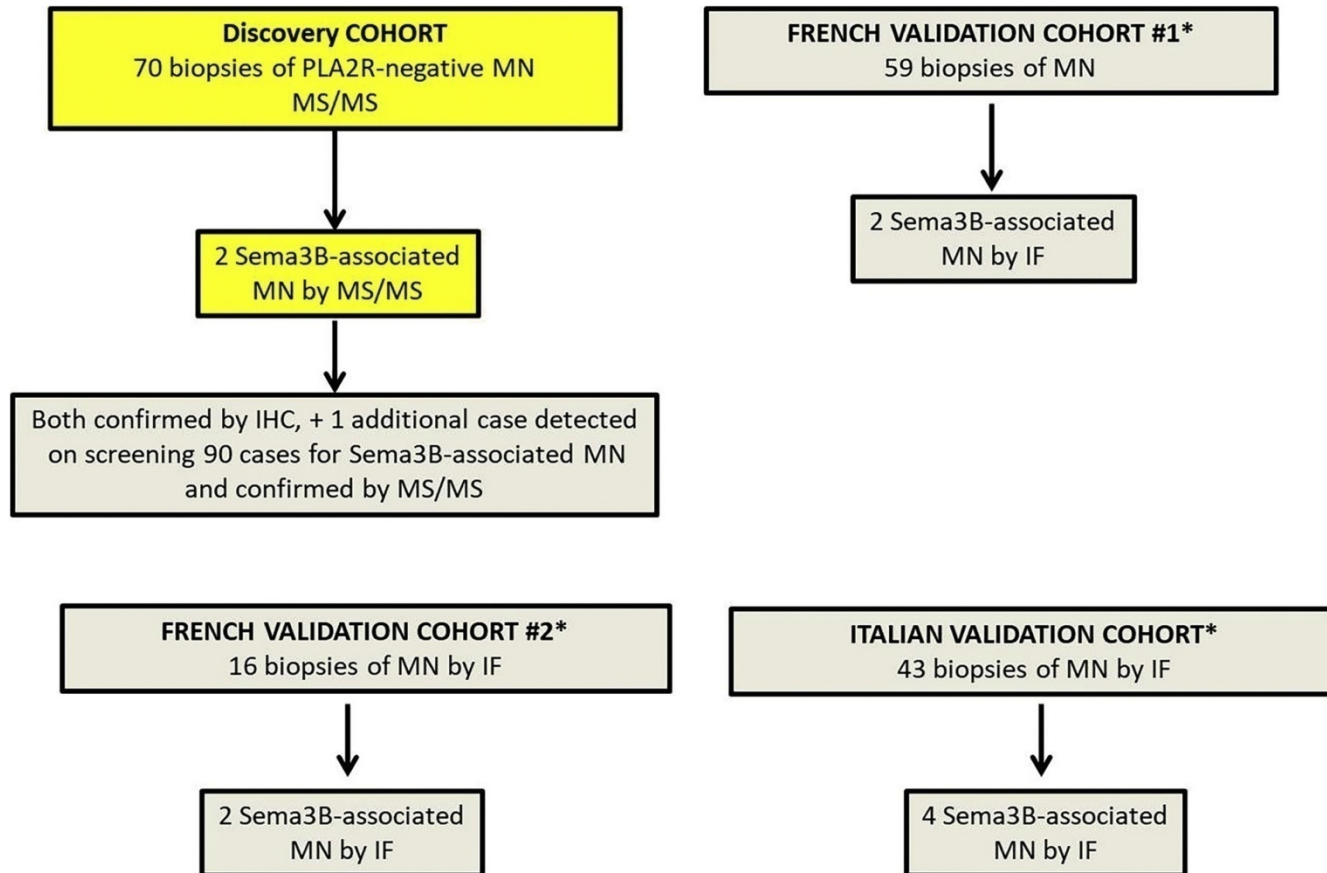 Discovery COHORT
70 biopsies of PLA2R-negative MN
MS/MS
2 Sema3B-associated
MN by MS/MS
Both confirmed by IHC, + 1 additional case detected
on screening 90 cases for Sema3B-associated MN
and confirmed by MS/MS
FRENCH VALIDATION COHORT #1*
59 biopsies of MN
2 Sema3B-associated
MN by IF
FRENCH VALIDATION COHORT #2*
16 biopsies of MN by IF
2 Sema3B-associated
MN by IF
ITALIAN VALIDATION COHORT*
43 biopsies of MN by IF
4 Sema3B-associated
MN by IF